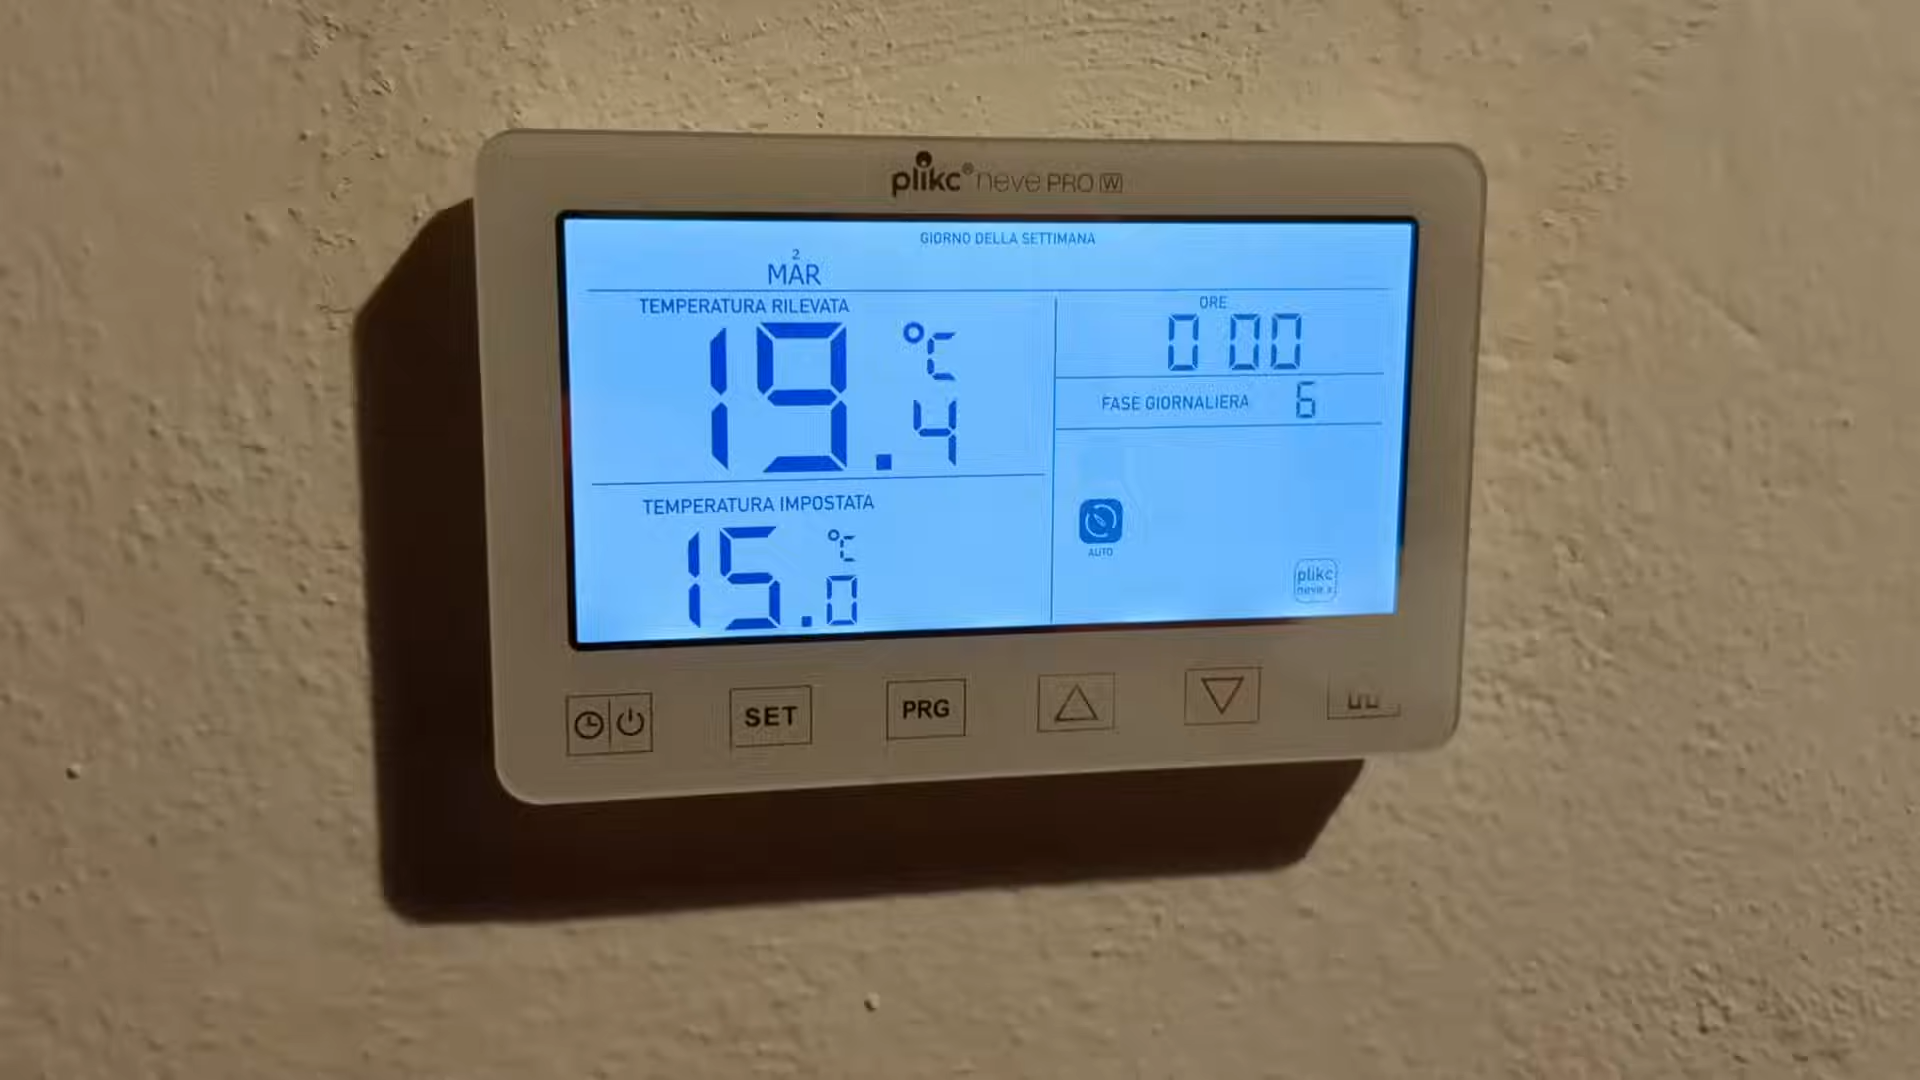 plikc® neve PRO W
GIORNO DELLA SETTIMANA
2
MAR
TEMPERATURA RILEVATA
19.4 °C
ORE
0 00
FASE GIORNALIERA 6
TEMPERATURA IMPOSTATA
15.0 °C
AUTO
plikc
neve
SET PRG